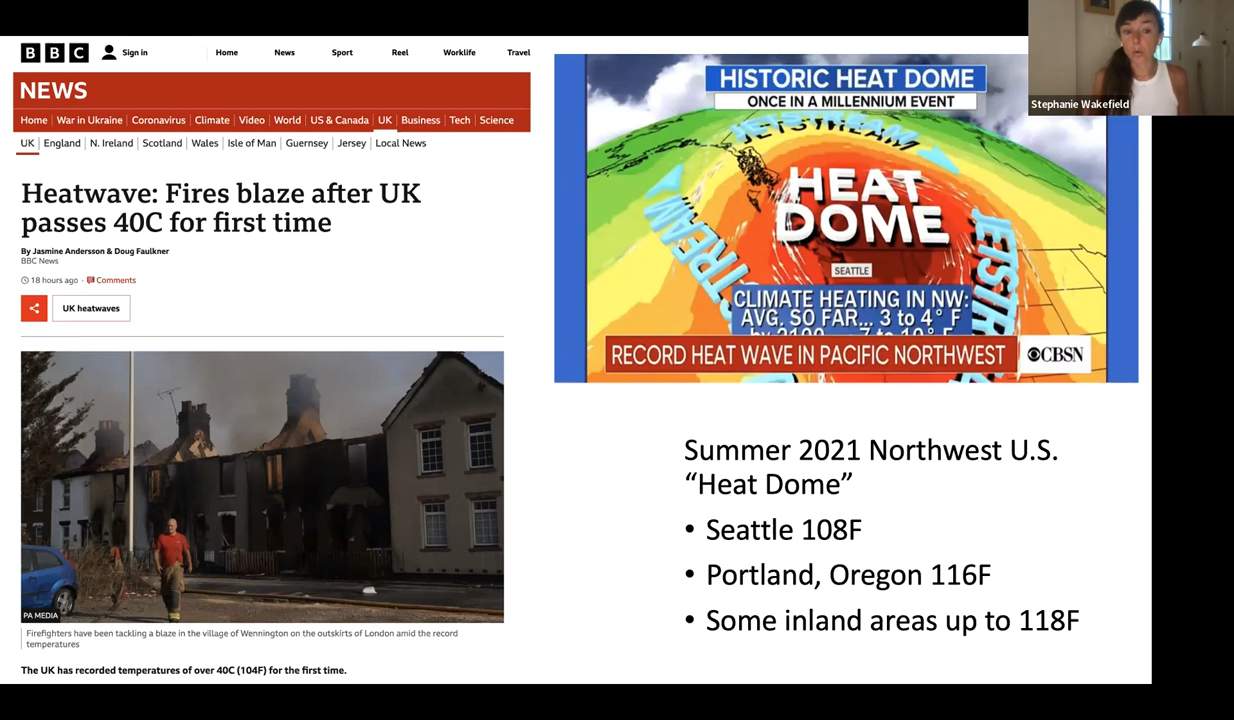 BBC Sign in Home News Sport Reel Worklife Travel
NEWS
Home War in Ukraine Coronavirus Climate Video World US & Canada UK Business Tech Science
UK England N. Ireland Scotland Wales Isle of Man Guernsey Jersey Local News
Heatwave: Fires blaze after UK
passes 40C for first time
By Jasmine Andersson & Doug Faulkner
BBC News
18 hours ago Comments
UK heatwaves
PA MEDIA
Firefighters have been tackling a blaze in the village of Wennington on the outskirts of London amid the record
temperatures
The UK has recorded temperatures of over 40C (104F) for the first time.
HISTORIC HEAT DOME
ONCE IN A MILLENNIUM EVENT
JETSTREAM
HEAT
DOME
SEATTLE
CLIMATE HEATING IN NW:
AVG. SO FAR... 3 to 4° F
by 2100 ... 7 to 10° F
RECORD HEAT WAVE IN PACIFIC NORTHWEST
CBSN
Stephanie Wakefield
Summer 2021 Northwest U.S.
“Heat Dome”
• Seattle 108F
• Portland, Oregon 116F
• Some inland areas up to 118F